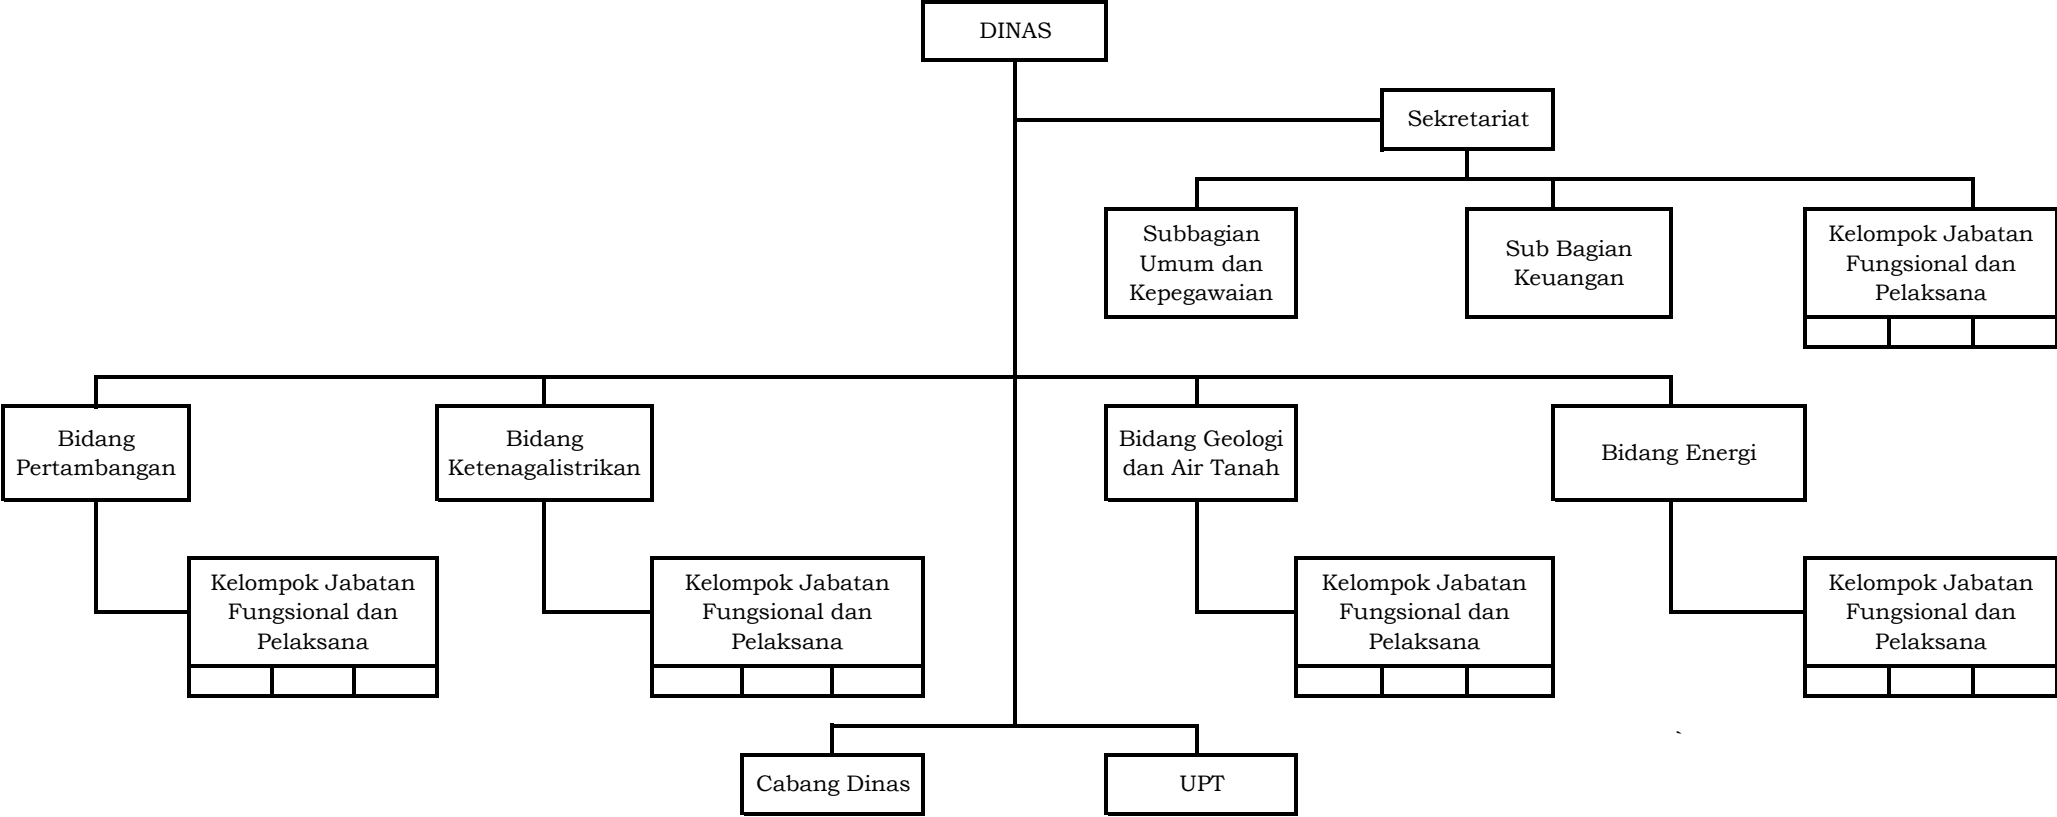 DINAS
Sekretariat
Subbagian
Umum dan
Kepegawaian
Sub Bagian
Keuangan
Kelompok Jabatan
Fungsional dan
Pelaksana
Bidang
Pertambangan
Bidang
Ketenagalistrikan
Bidang Geologi
dan Air Tanah
Bidang Energi
Kelompok Jabatan
Fungsional dan
Pelaksana
Kelompok Jabatan
Fungsional dan
Pelaksana
Kelompok Jabatan
Fungsional dan
Pelaksana
Kelompok Jabatan
Fungsional dan
Pelaksana
`
Cabang Dinas
UPT